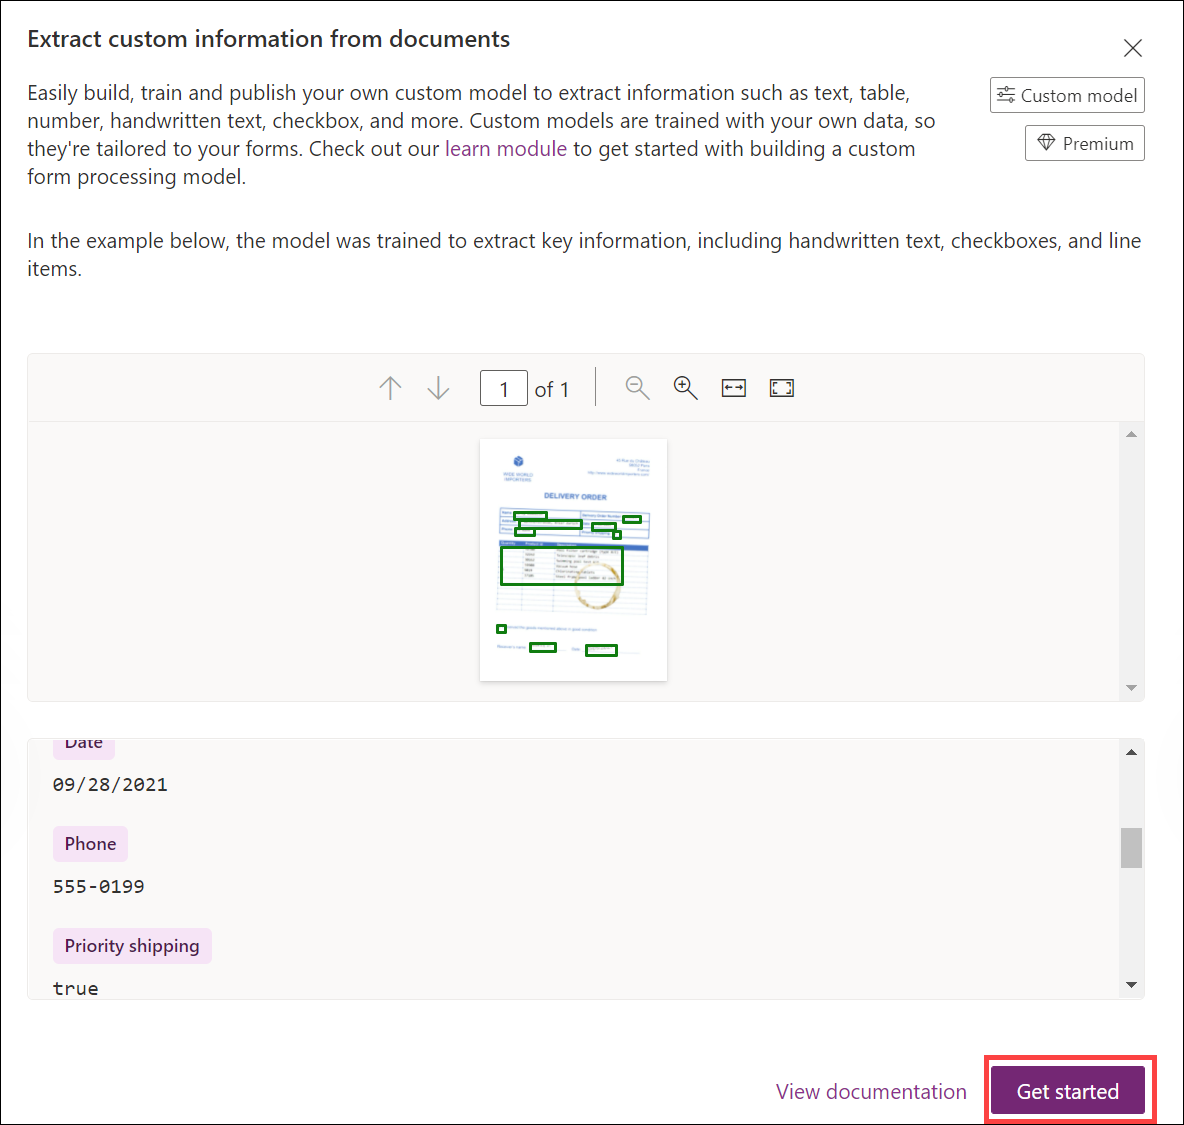 Extract custom information from documents
Easily build, train and publish your own custom model to extract information such as text, table,
number, handwritten text, checkbox, and more. Custom models are trained with your own data, so
they're tailored to your forms. Check out our learn module to get started with building a custom
form processing model.
Custom model
Premium
In the example below, the model was trained to extract key information, including handwritten text, checkboxes, and line
items.
1 of 1
WIDE WORLD
IMPORTERS
DELIVERY ORDER
Date
09/28/2021
Phone
555-0199
Priority shipping
true
View documentation
Get started